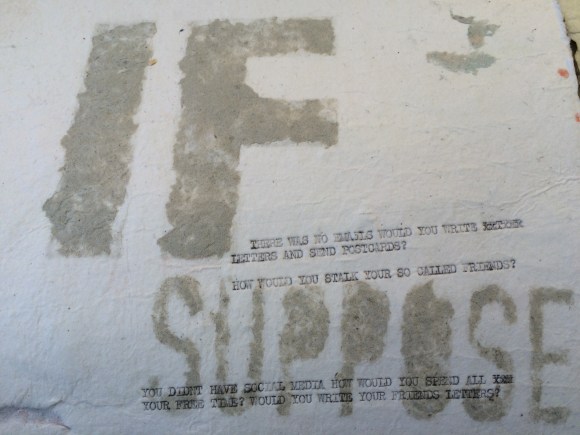 IF
THERE WAS NO EMAILS WOULD YOU WRITE
LETTERS AND SEND POSTCARDS?
HOW WOULD YOU STALK YOUR SO CALLED FRIENDS?
SUPPOSE
YOU DIDNT HAVE SOCIAL MEDIA HOW WOULD YOU SPEND ALL
YOUR FREE TIME? WOULD YOU WRITE YOUR FRIENDS LETTERS?